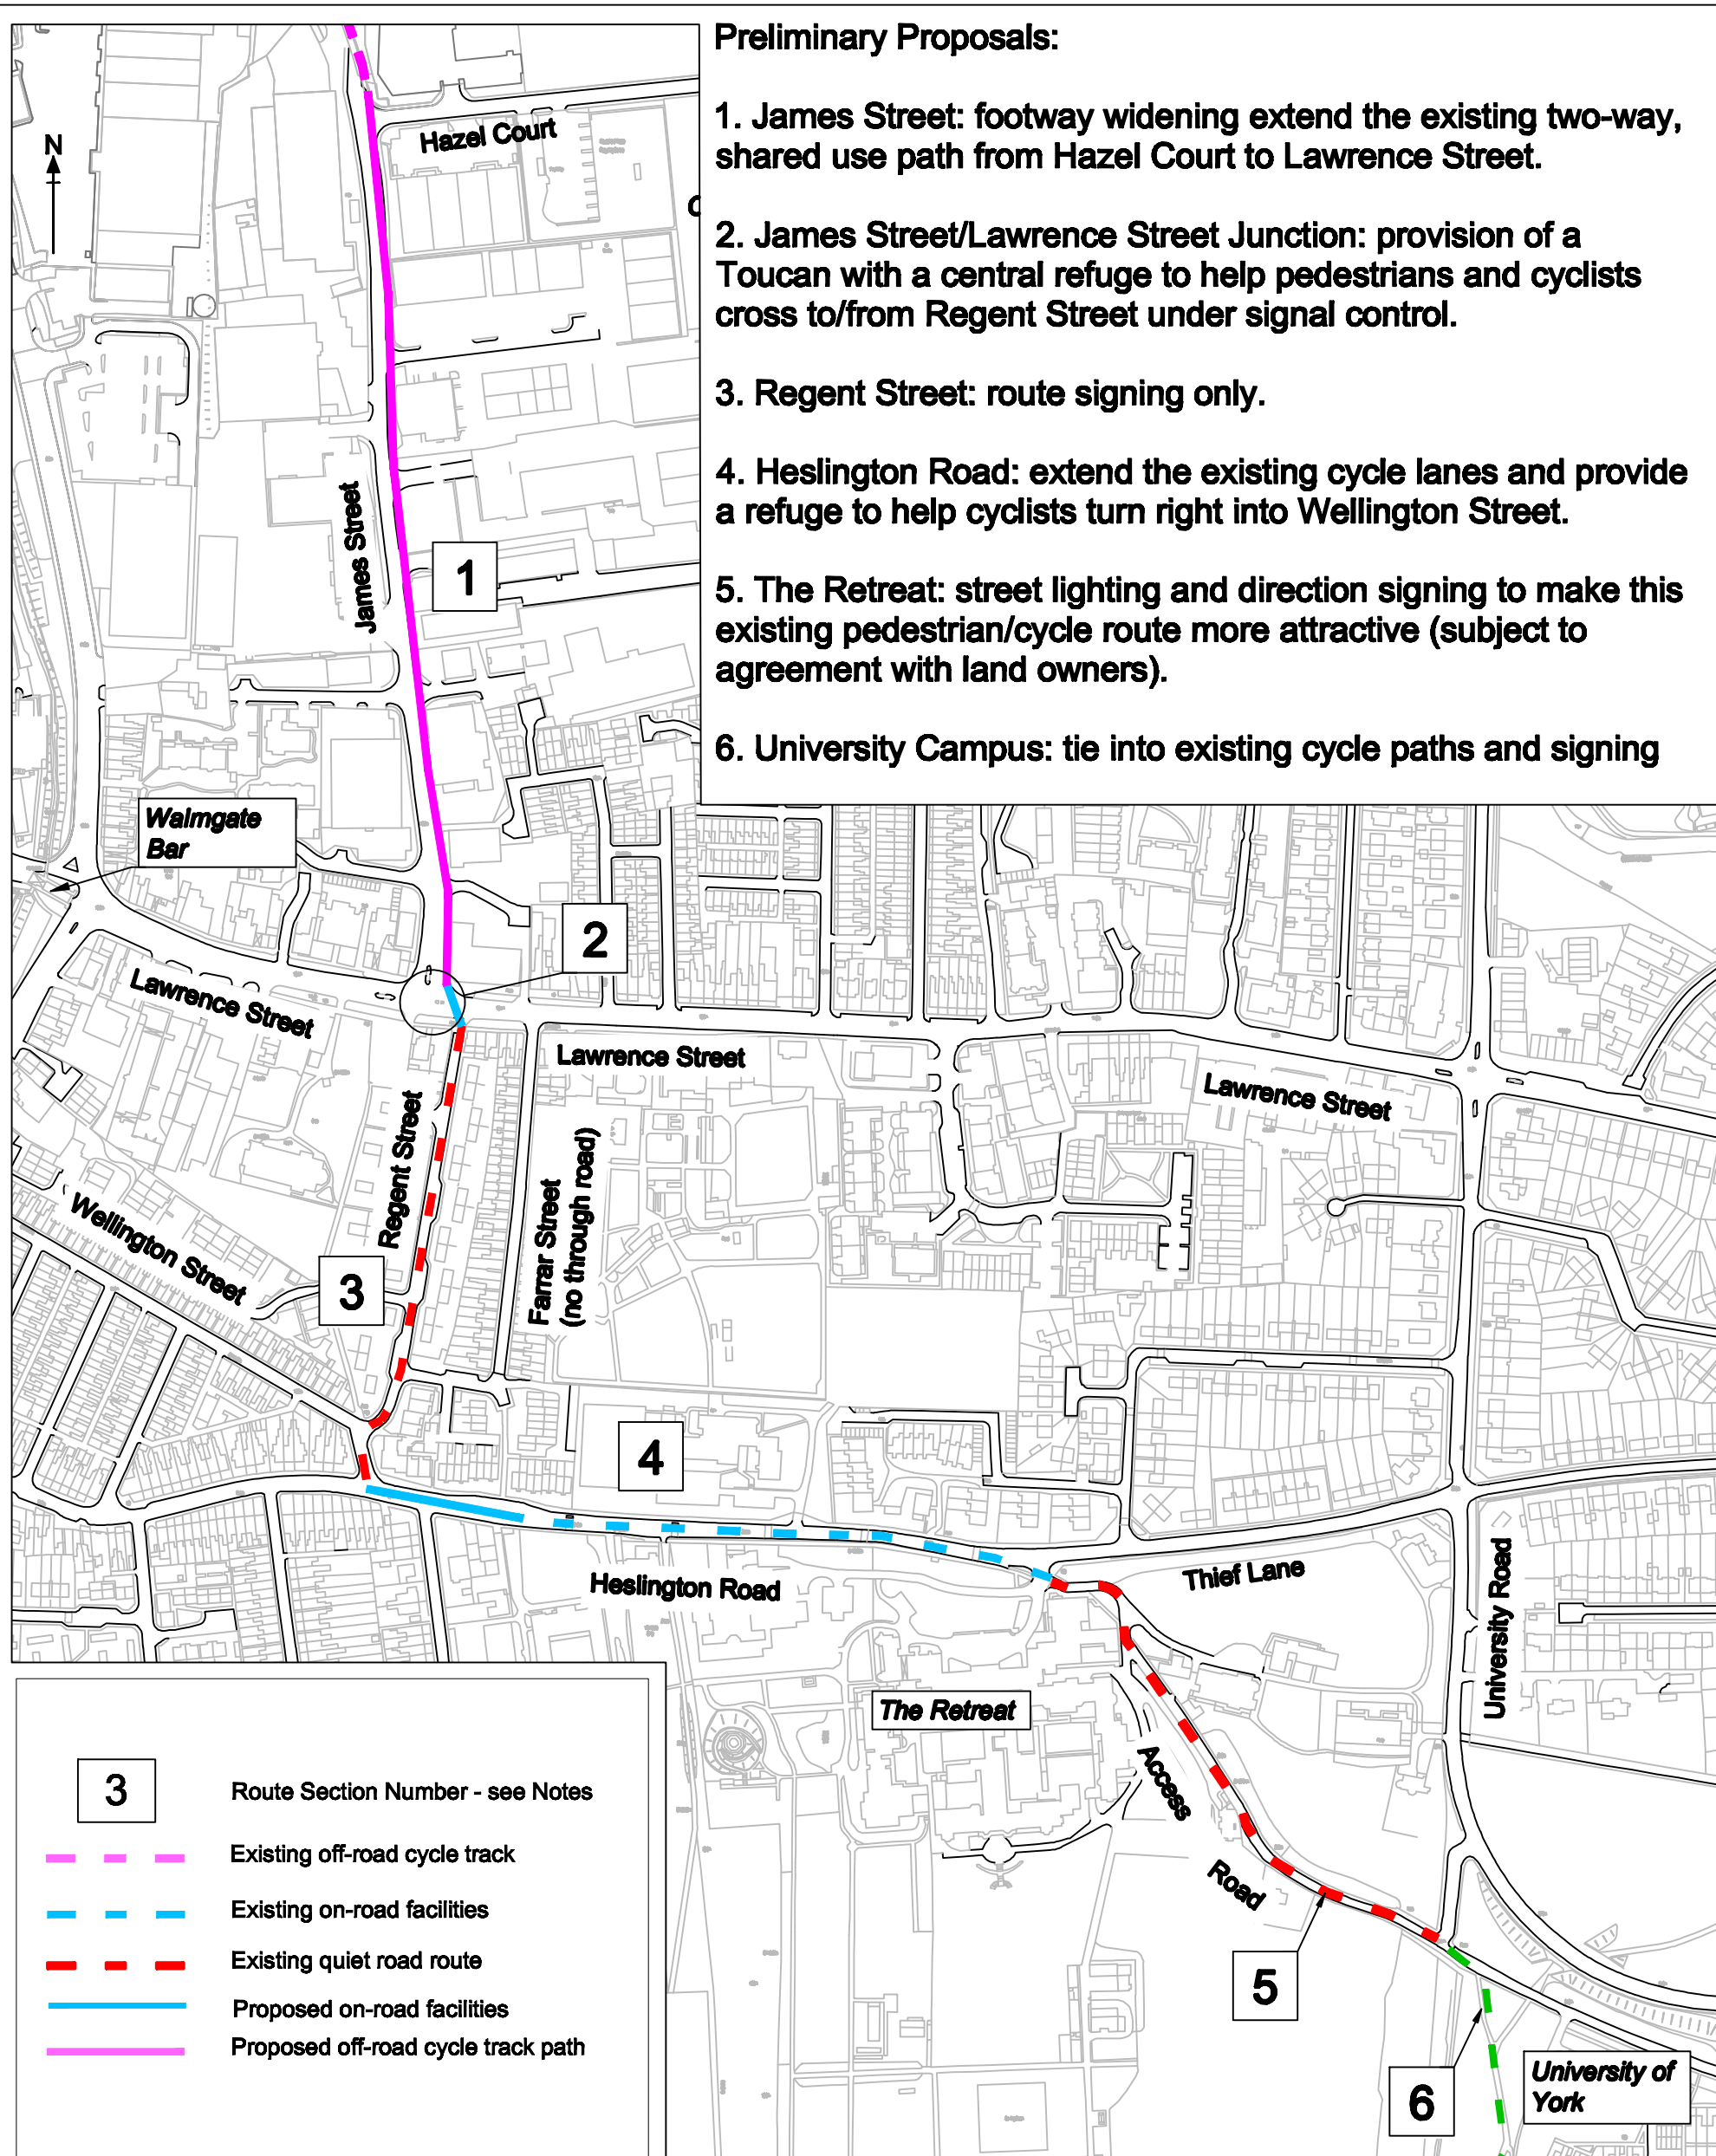 Preliminary Proposals:
1. James Street: footway widening extend the existing two-way,
shared use path from Hazel Court to Lawrence Street.
2. James Street/Lawrence Street Junction: provision of a
Toucan with a central refuge to help pedestrians and cyclists
cross to/from Regent Street under signal control.
3. Regent Street: route signing only.
4. Heslington Road: extend the existing cycle lanes and provide
a refuge to help cyclists turn right into Wellington Street.
5. The Retreat: street lighting and direction signing to make this
existing pedestrian/cycle route more attractive (subject to
agreement with land owners).
6. University Campus: tie into existing cycle paths and signing
N
Hazel Court
James Street
1
Walmgate
Bar
2
Lawrence Street
Lawrence Street
Lawrence Street
Regent Street
Farrar Street
(no through road)
Wellington Street
3
4
Heslington Road
Thief Lane
University Road
The Retreat
Access
Road
5
6
University of
York
3
Route Section Number - see Notes
Existing off-road cycle track
Existing on-road facilities
Existing quiet road route
Proposed on-road facilities
Proposed off-road cycle track path